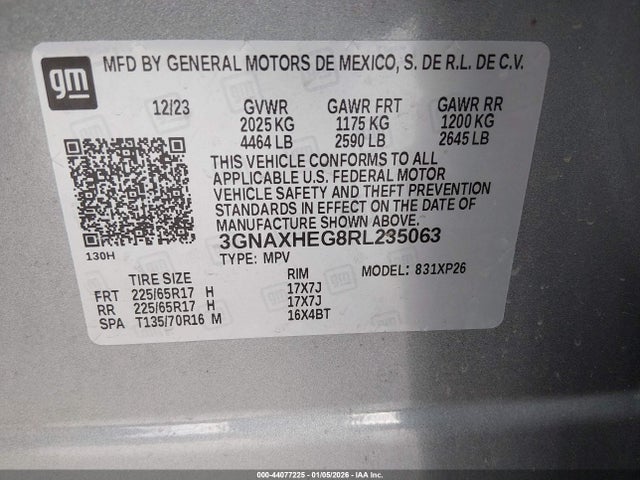 gm
MFD BY GENERAL MOTORS DE MEXICO, S. DE R.L. DE C.V.
12/23 GVWR GAWR FRT GAWR RR
2025 KG 1175 KG 1200 KG
4464 LB 2590 LB 2645 LB
THIS VEHICLE CONFORMS TO ALL
APPLICABLE U.S. FEDERAL MOTOR
VEHICLE SAFETY AND THEFT PREVENTION
STANDARDS IN EFFECT ON THE DATE OF
MANUFACTURE SHOWN ABOVE.
3GNAXHEG8RL235063
130H
TYPE: MPV MODEL: 831XP26
TIRE SIZE RIM
FRT 225/65R17 H 17X7J
RR 225/65R17 H 17X7J
SPA T135/70R16 M 16X4BT
000-44077225 - 01/05/2026 - IAA Inc.